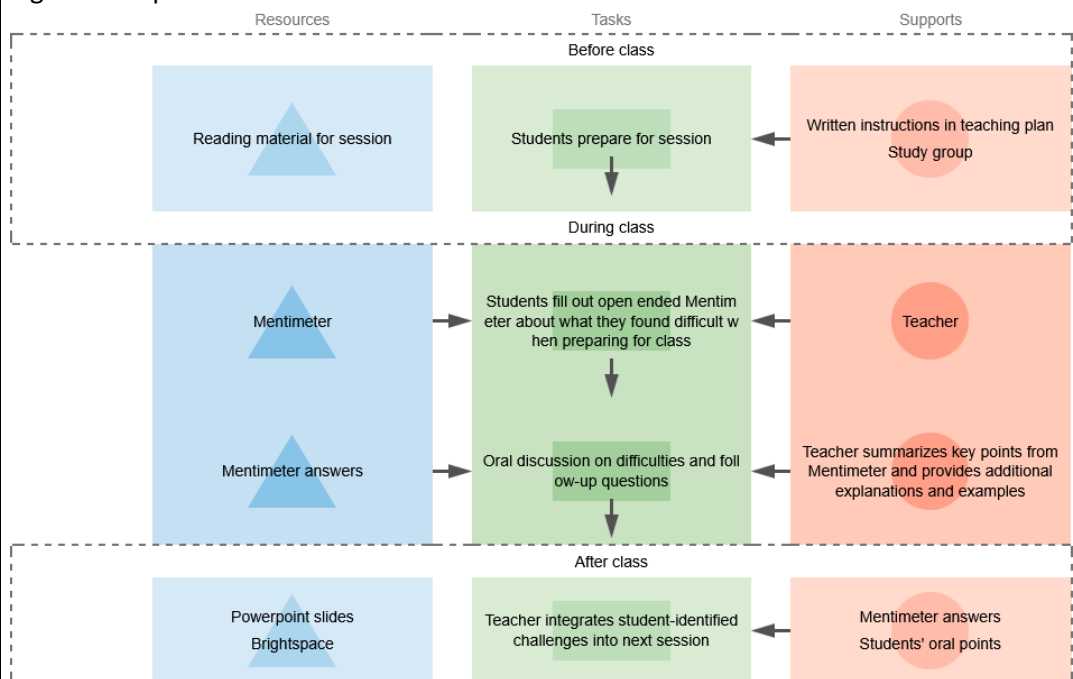 Resources Tasks Supports
Before class
Reading material for session
Students prepare for session
Written instructions in teaching plan
Study group
During class
Mentimeter
Students fill out open ended Mentim
eter about what they found difficult w
hen preparing for class
Teacher
Mentimeter answers
Oral discussion on difficulties and foll
ow-up questions
Teacher summarizes key points from
Mentimeter and provides additional
explanations and examples
After class
Powerpoint slides
Brightspace
Teacher integrates student-identified
challenges into next session
Mentimeter answers
Students' oral points